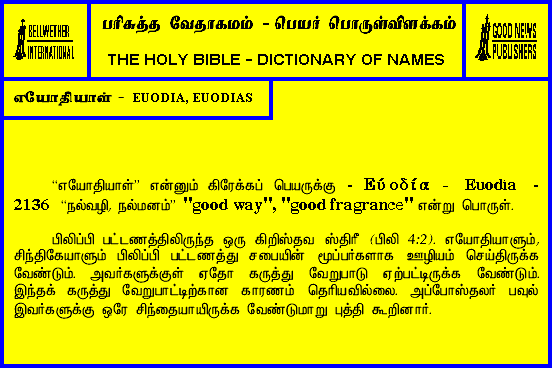 BELLWETHER
INTERNATIONAL
பரிசுத்த வேதாகமம் - பெயர் பொருள்விளக்கம்
THE HOLY BIBLE - DICTIONARY OF NAMES
GOOD NEWS
PUBLISHERS
எயோதியாள் - EUODIA, EUODIAS
“எயோதியாள்” என்னும் கிரேக்கப் பெயருக்கு - Εύοδία - Euodia -
2136 “நல்வழி, நல்மனம்” "good way", "good fragrance" என்று பொருள்.
பிலிப்பி பட்டணத்திலிருந்த ஒரு கிறிஸ்தவ ஸ்திரீ (பிலி 4:2). எயோதியாளும்,
சிந்திகேயாளும் பிலிப்பி பட்டணத்து சபையின் மூப்பர்களாக ஊழியம் செய்திருக்க
வேண்டும். அவர்களுக்குள் ஏதோ கருத்து வேறுபாடு ஏற்பட்டிருக்க வேண்டும்.
இந்தக் கருத்து வேறுபாட்டிற்கான காரணம் தெரியவில்லை. அப்போஸ்தலர் பவுல்
இவர்களுக்கு ஒரே சிந்தையாயிருக்க வேண்டுமாறு புத்தி கூறினார்.